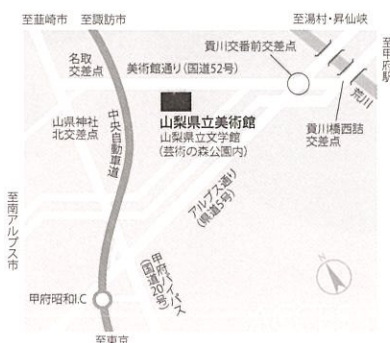 至韮崎市
至諏訪市
至湯村・昇仙峡
至甲府駅
貢川交番前交差点
名取
交差点
美術館通り(国道52号)
荒川
山梨県立美術館
山梨県立文学館
(芸術の森公園内)
貢川橋西詰
交差点
山県神社
北交差点
中央自動車道
アルプス通り
(県道5号)
至南アルプス市
甲府バイパス
(国道20号)
N
甲府昭和I.C
至東京